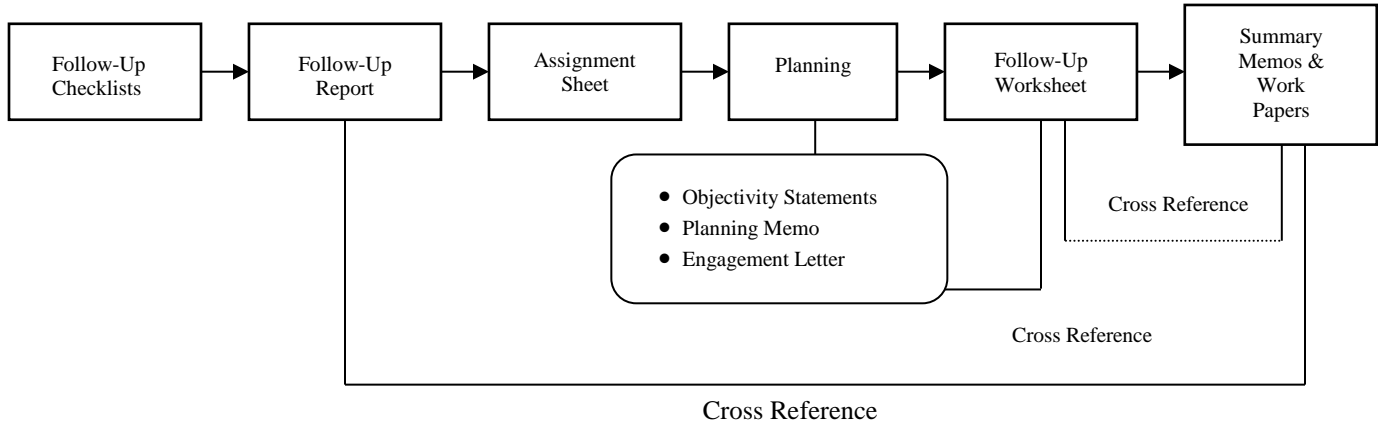 Follow-Up
Checklists
Follow-Up
Report
Assignment
Sheet
Planning
Follow-Up
Worksheet
Summary
Memos &
Work
Papers
• Objectivity Statements
• Planning Memo
• Engagement Letter
Cross Reference
Cross Reference
Cross Reference